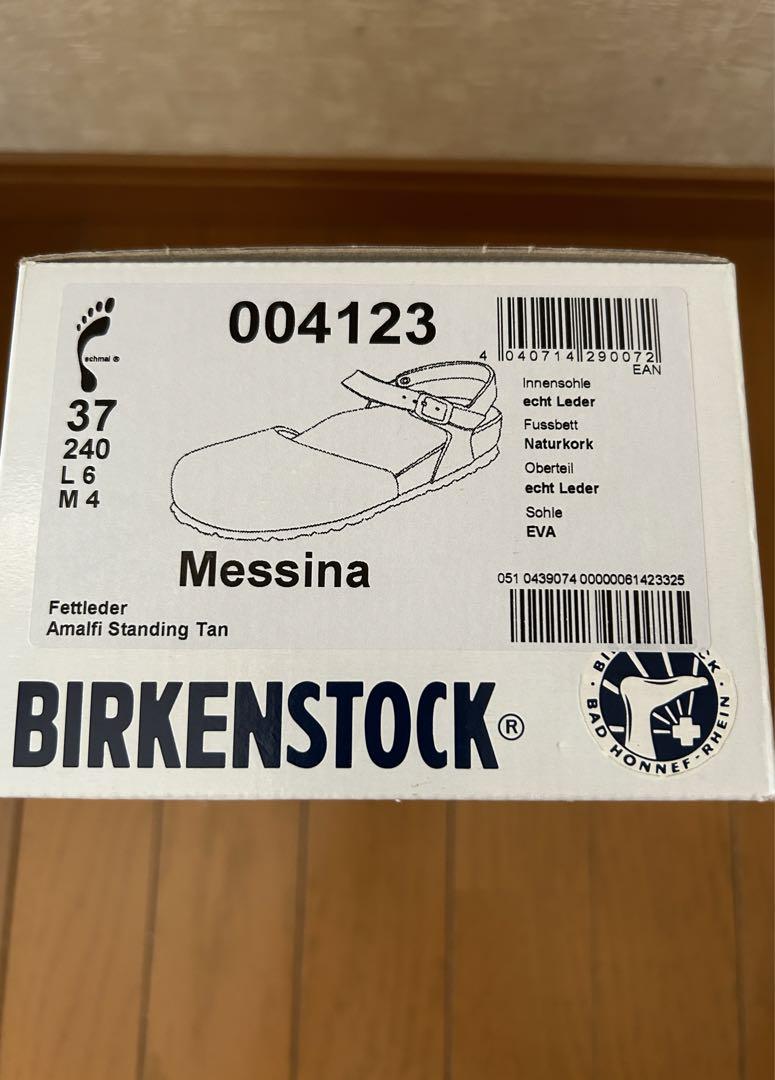 schmal ®
004123
4 040714 290072
EAN
37
240
L 6
M 4
Innensohle
echt Leder
Fussbett
Naturkork
Oberteil
echt Leder
Sohle
EVA
Messina
051 0439074 00000061423325
Fettleder
Amalfi Standing Tan
BIRKENSTOCK®
BAD HONNEF-RHEIN